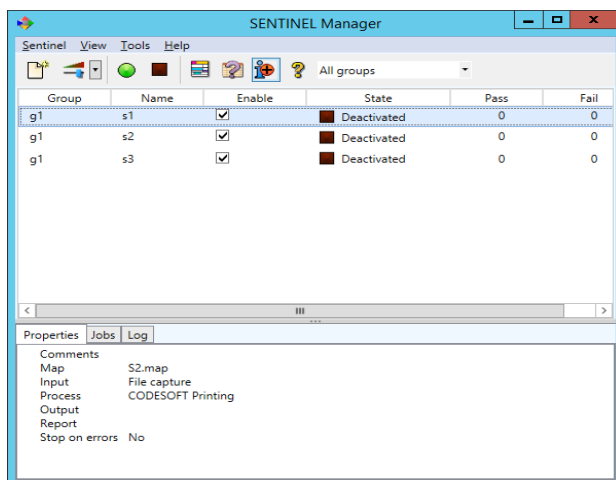 SENTINEL Manager
Sentinel View Tools Help
All groups
Group Name Enable State Pass Fail
g1 s1 Deactivated 0 0
g1 s2 Deactivated 0 0
g1 s3 Deactivated 0 0
Properties Jobs Log
Comments
Map S2.map
Input File capture
Process CODESOFT Printing
Output
Report
Stop on errors No